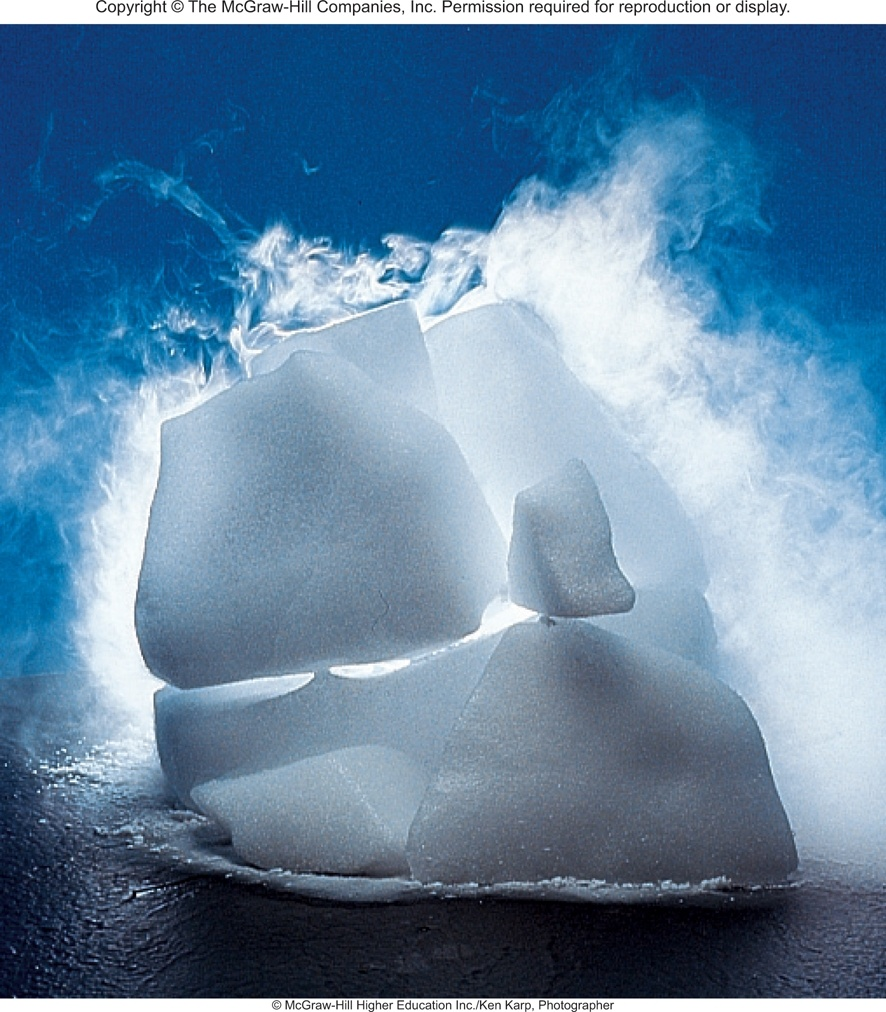 Copyright © The McGraw-Hill Companies, Inc. Permission required for reproduction or display.
© McGraw-Hill Higher Education Inc./Ken Karp, Photographer